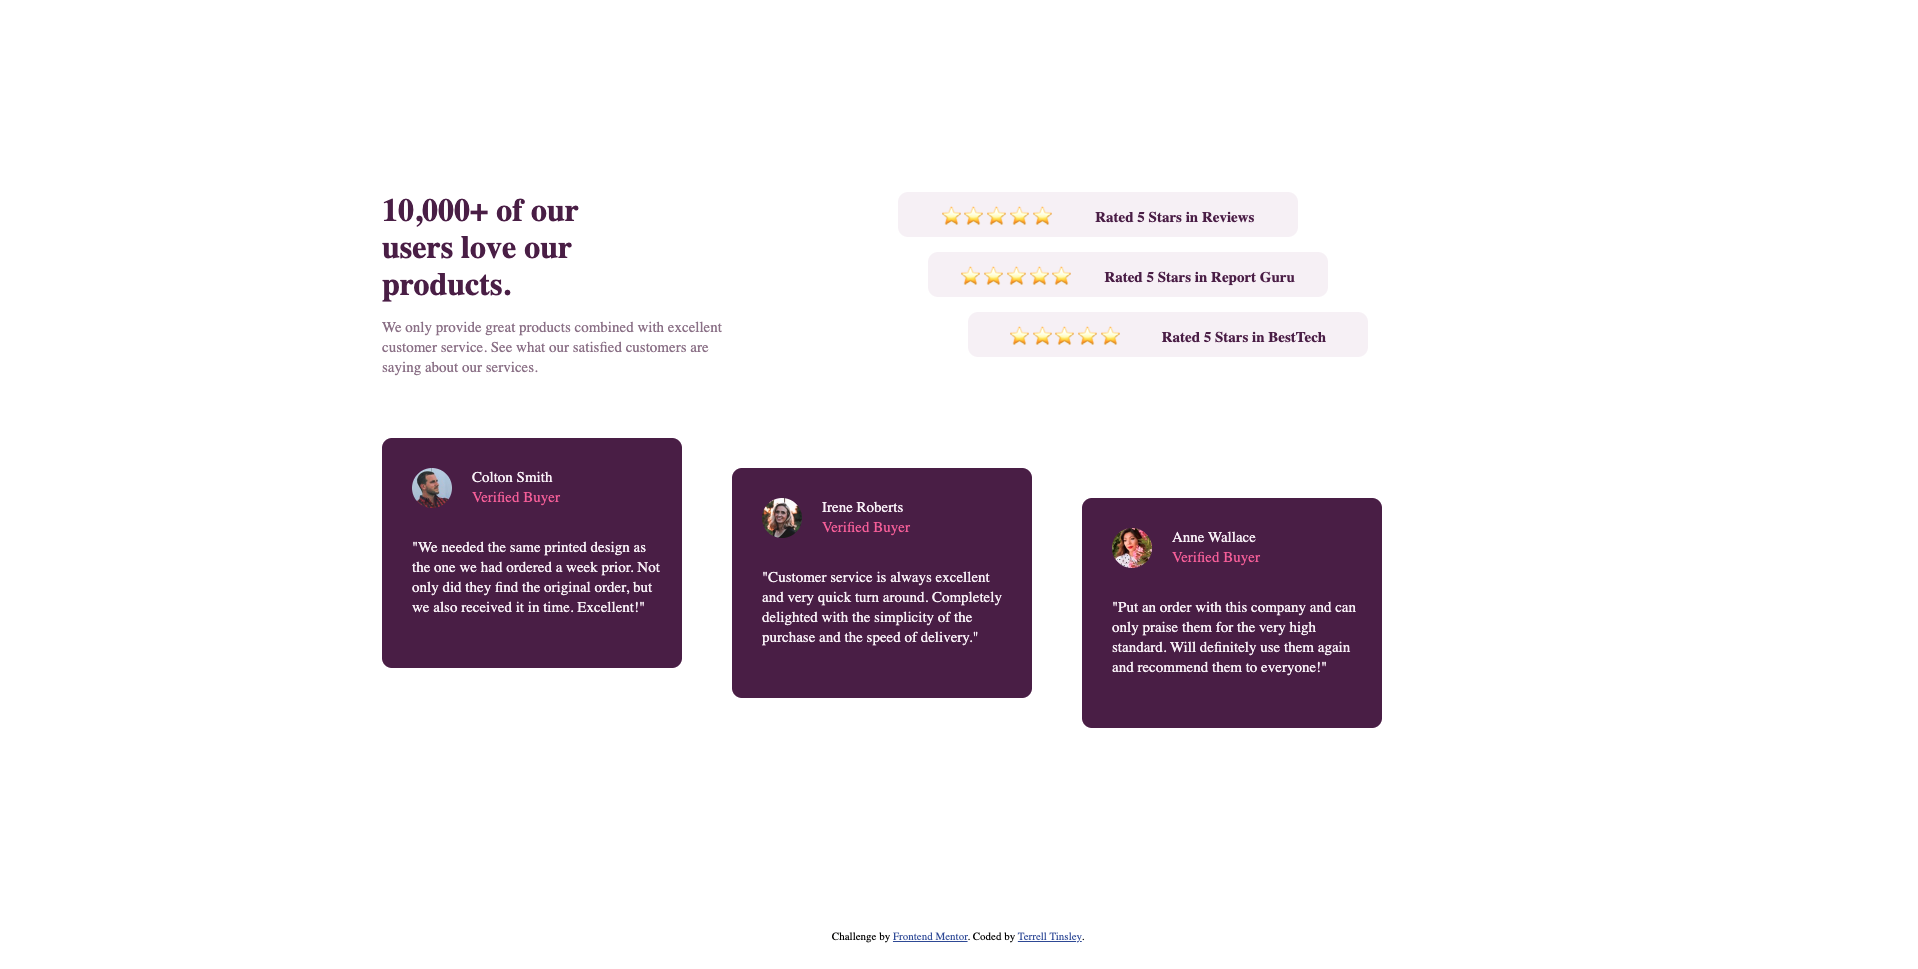 10,000+ of our
users love our
products.
We only provide great products combined with excellent
customer service. See what our satisfied customers are
saying about our services.
Rated 5 Stars in Reviews
Rated 5 Stars in Report Guru
Rated 5 Stars in BestTech
Colton Smith
Verified Buyer
"We needed the same printed design as
the one we had ordered a week prior. Not
only did they find the original order, but
we also received it in time. Excellent!"
Irene Roberts
Verified Buyer
"Customer service is always excellent
and very quick turn around. Completely
delighted with the simplicity of the
purchase and the speed of delivery."
Anne Wallace
Verified Buyer
"Put an order with this company and can
only praise them for the very high
standard. Will definitely use them again
and recommend them to everyone!"
Challenge by Frontend Mentor. Coded by Terrell Tinsley.